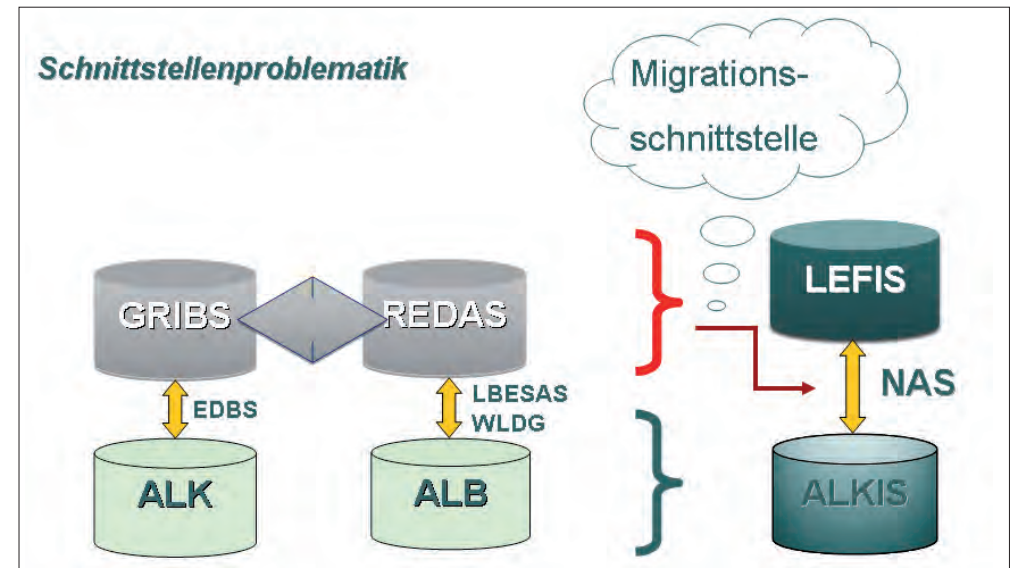 Schnittstellenproblematik
Migrations-
schnittstelle
LEFIS
GRIBS
REDAS
NAS
EDBS
LBESAS
WLDG
ALK
ALB
ALKIS